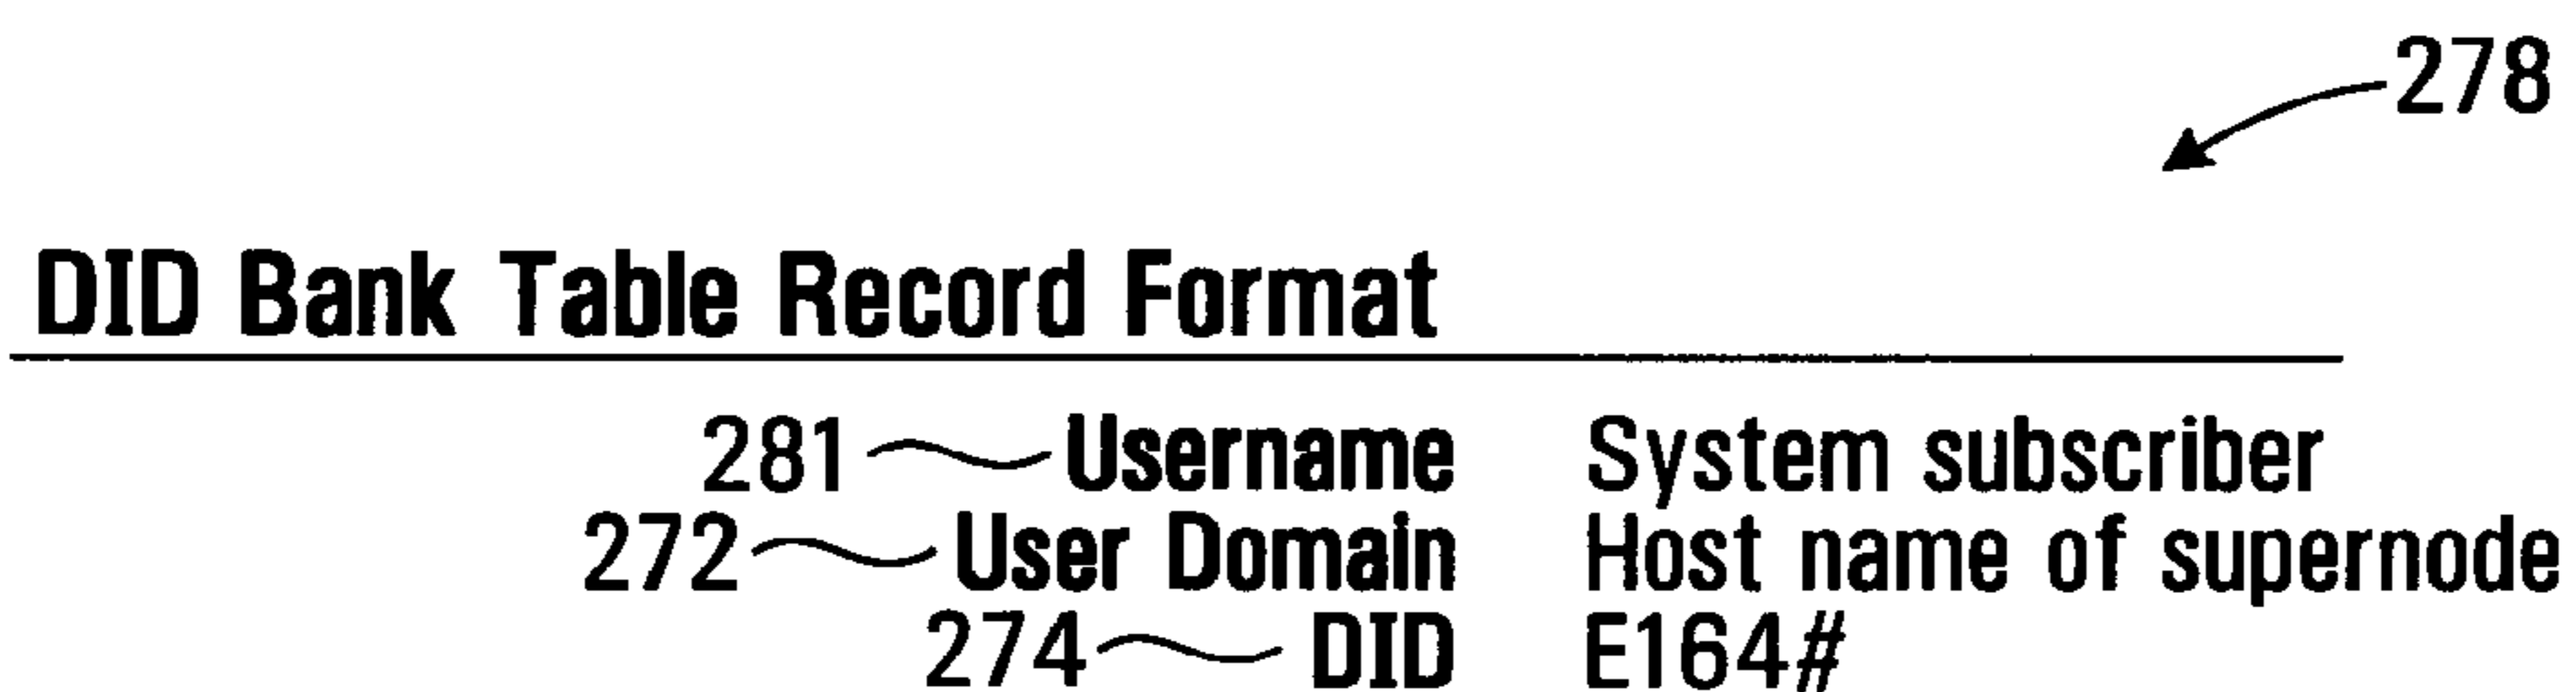 278
DID Bank Table Record Format
281 Username System subscriber
272 User Domain Host name of supernode
274 DID E164#